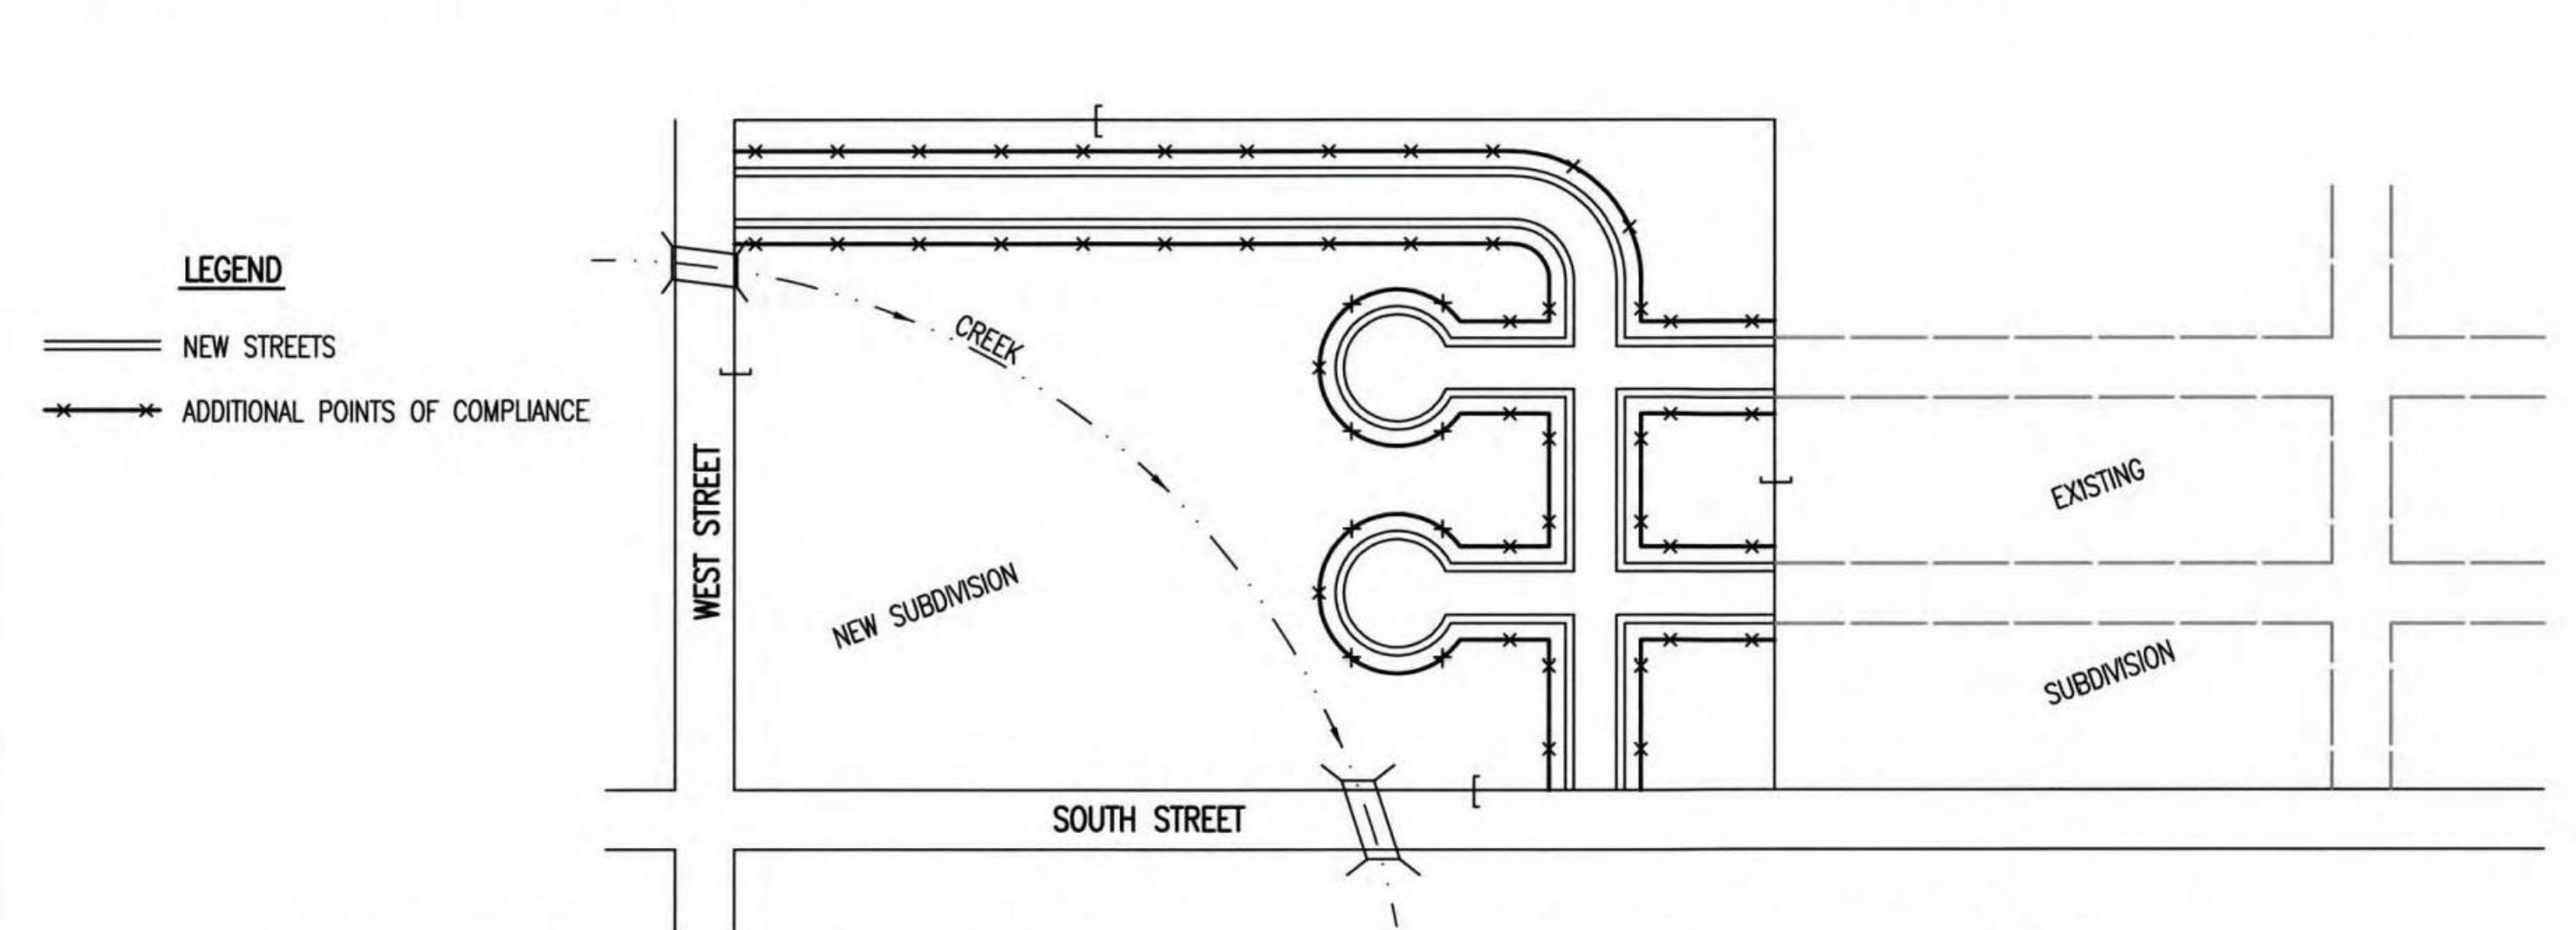 LEGEND
NEW STREETS
ADDITIONAL POINTS OF COMPLIANCE
CREEK
WEST STREET
NEW SUBDIVISION
EXISTING
SUBDIVISION
SOUTH STREET